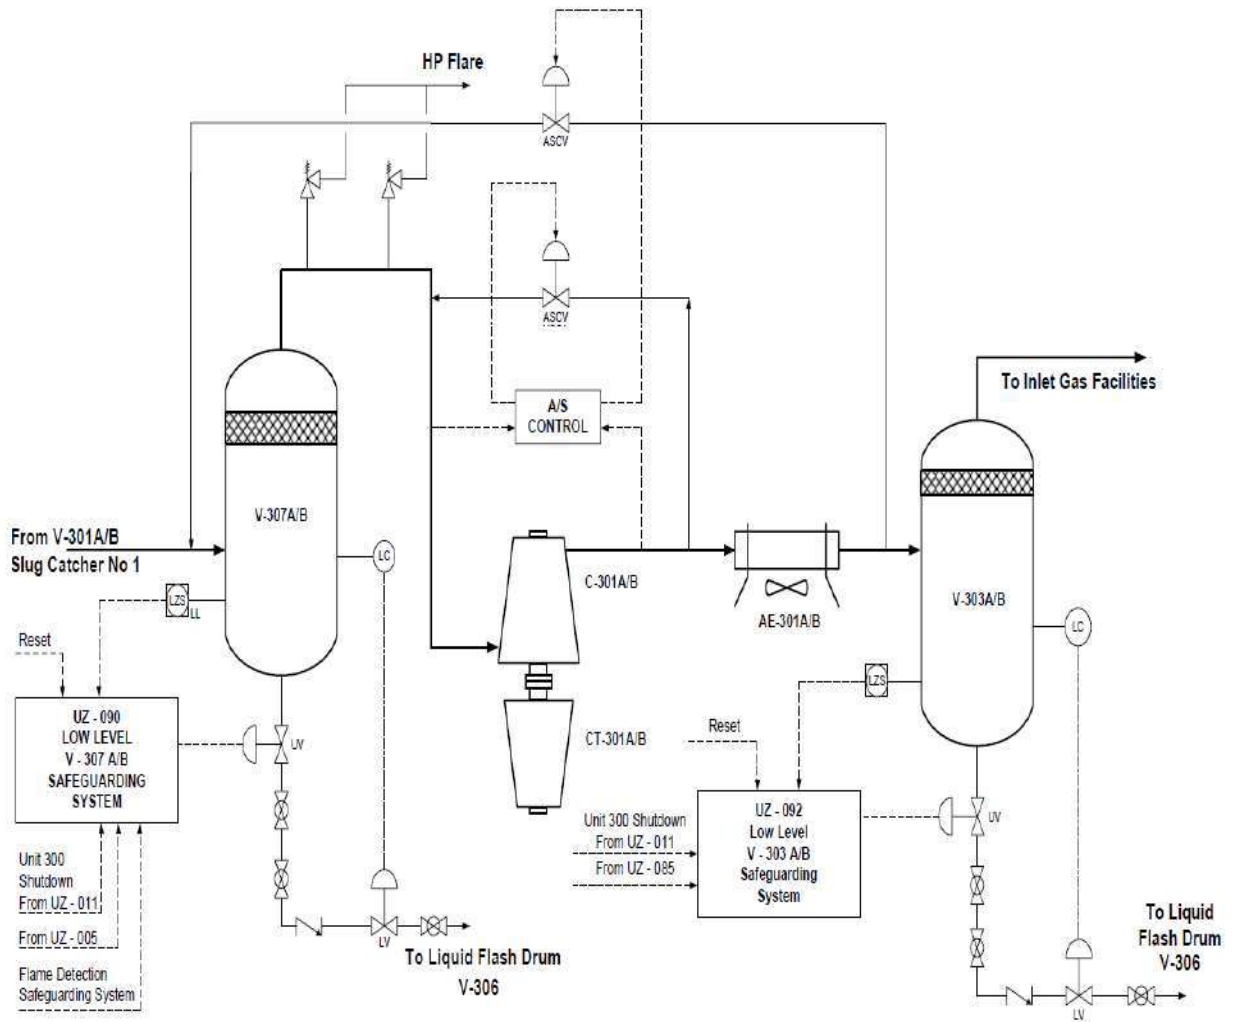 HP Flare
ASCV
ASCV
To Inlet Gas Facilities
A/S
CONTROL
V-307A/B
From V-301A/B
Slug Catcher No 1
LC
C-301A/B
AE-301A/B
V-303A/B
LZS
LL
LC
Reset
LZS
UZ - 090
LOW LEVEL
V - 307 A/B
SAFEGUARDING
SYSTEM
UV
CT-301A/B
Reset
Unit 300 Shutdown
From UZ - 011
From UZ - 085
UZ - 092
Low Level
V - 303 A/B
Safeguarding
System
UV
Unit 300
Shutdown
From UZ - 011
From UZ - 005
Flame Detection
Safeguarding System
LV
To Liquid Flash Drum
V-306
To Liquid
Flash Drum
V-306
LV